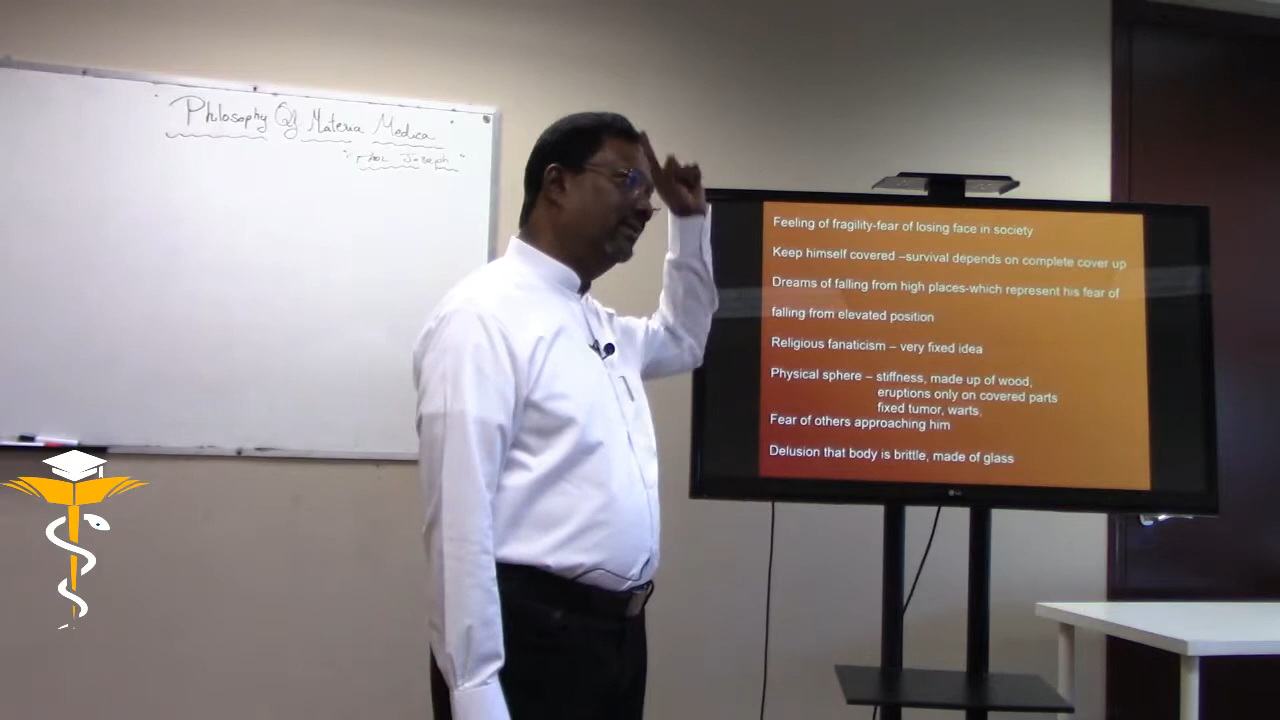 Philosophy Of Materia Medica
Joseph
Feeling of fragility-fear of losing face in society
Keep himself covered –survival depends on complete cover up
Dreams of falling from high places-which represent his fear of
falling from elevated position
Religious fanaticism – very fixed idea
Physical sphere – stiffness, made up of wood,
eruptions only on covered parts
fixed tumor, warts,
Fear of others approaching him
Delusion that body is brittle, made of glass
LG